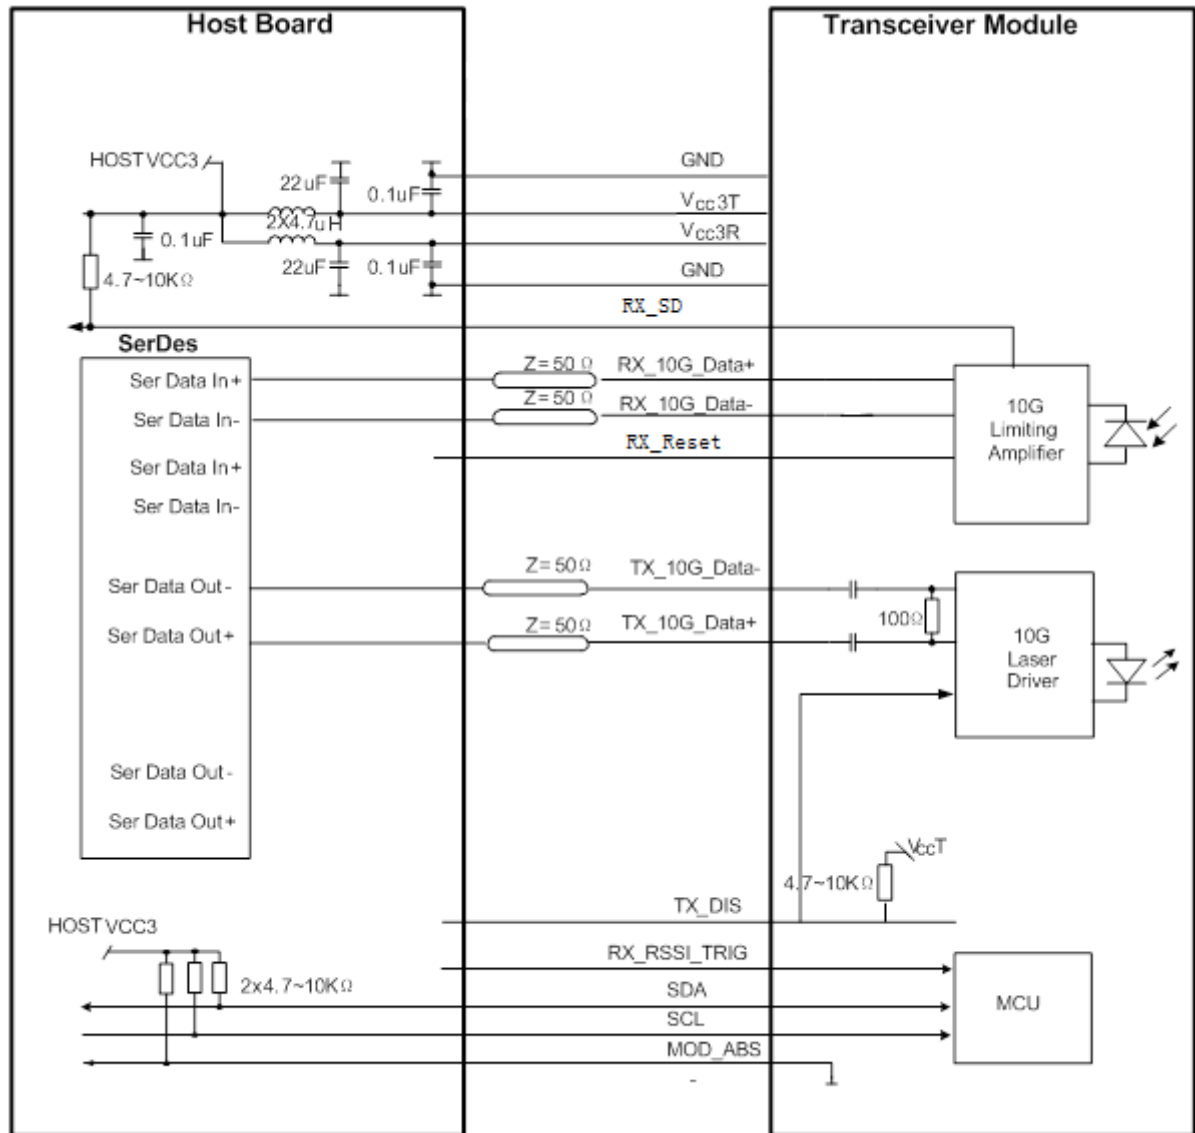 Host Board
Transceiver Module
HOSTVCC3
GND
22uF
0.1uF
Vcc3T
2X4.7uH
0.1uF
Vcc3R
4.7~10KΩ
22uF
0.1uF
GND
RX_SD
SerDes
Ser Data In+
Z=50Ω
RX_10G_Data+
Z=50Ω
RX_10G_Data-
Ser Data In-
10G
Limiting
Amplifier
RX_Reset
Ser Data In+
Ser Data In-
Z=50Ω
TX_10G_Data-
Ser Data Out-
100Ω
Z=50Ω
TX_10G_Data+
Ser Data Out+
10G
Laser
Driver
Ser Data Out-
Ser Data Out+
VccT
4.7~10KΩ
TX_DIS
HOSTVCC3
RX_RSSI_TRIG
2x4.7~10KΩ
SDA
MCU
SCL
MOD_ABS
-